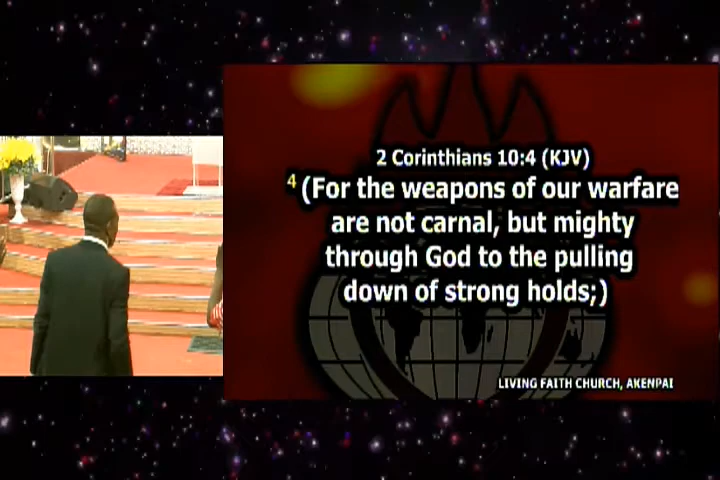 2 Corinthians 10:4 (KJV)
4 (For the weapons of our warfare
are not carnal, but mighty
through God to the pulling
down of strong holds;)
LIVING FAITH CHURCH, AKENPAI